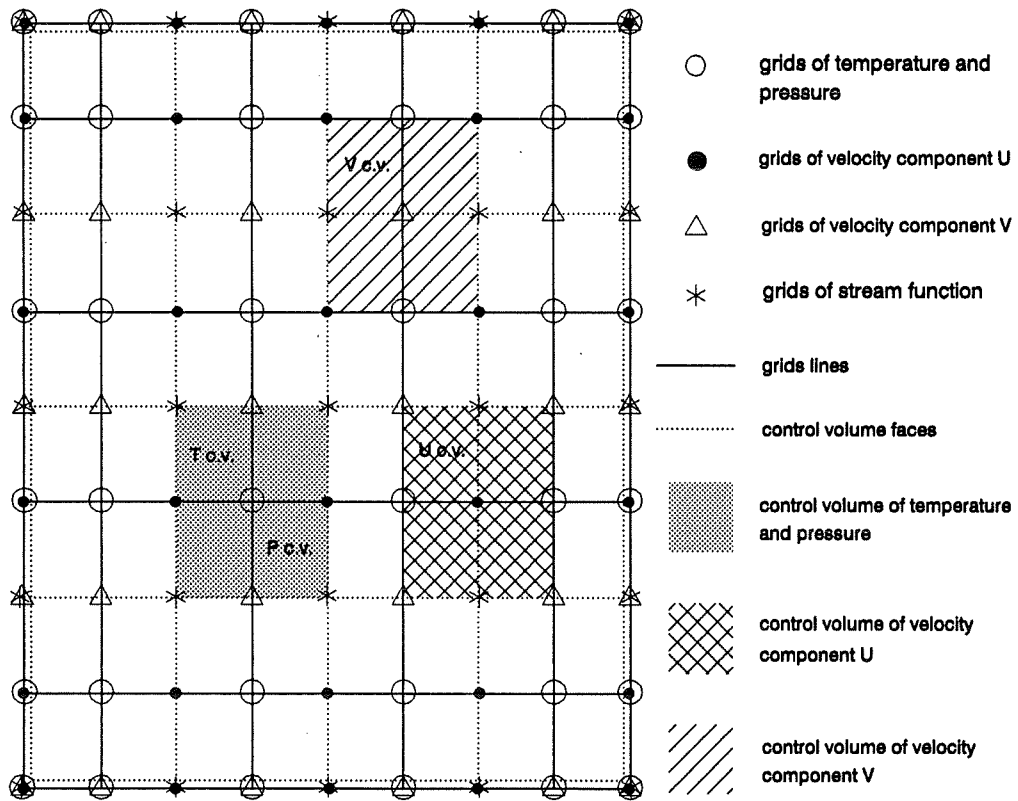 V c.v.
T c.v.
U c.v.
P c.v.
grids of temperature and
pressure
grids of velocity component U
grids of velocity component V
grids of stream function
grids lines
control volume faces
control volume of temperature
and pressure
control volume of velocity
component U
control volume of velocity
component V